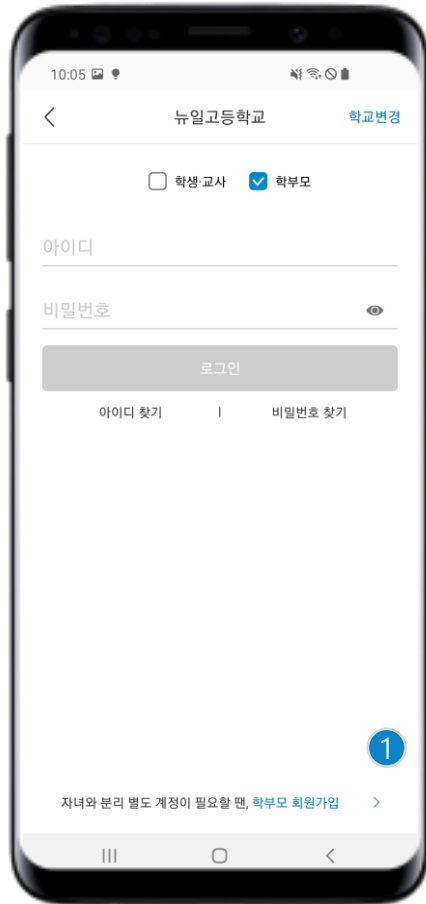 10:05
뉴일고등학교 학교변경
학생·교사 학부모
아이디
비밀번호
로그인
아이디 찾기 | 비밀번호 찾기
1
자녀와 분리 별도 계정이 필요할 땐, 학부모 회원가입 >